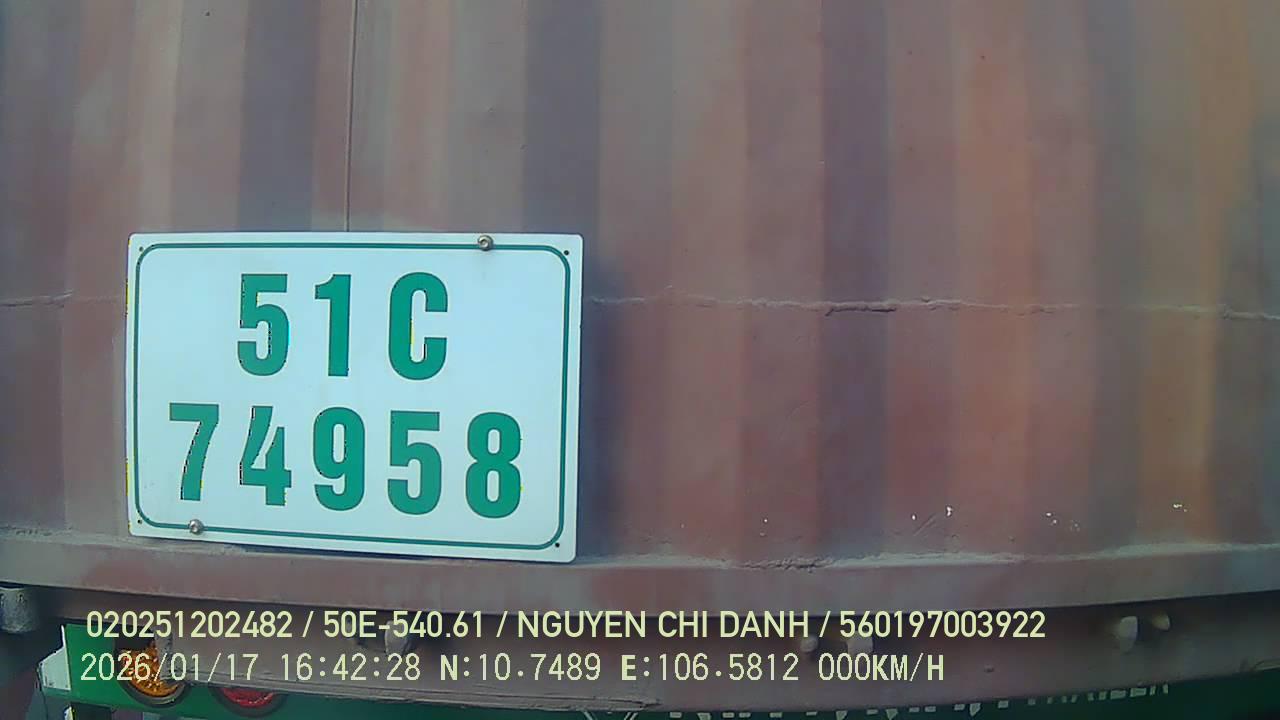 51C
74958
020251202482 / 50E-540.61 / NGUYEN CHI DANH / 560197003922
2026/01/17 16:42:28 N:10.7489 E:106.5812 000KM/H